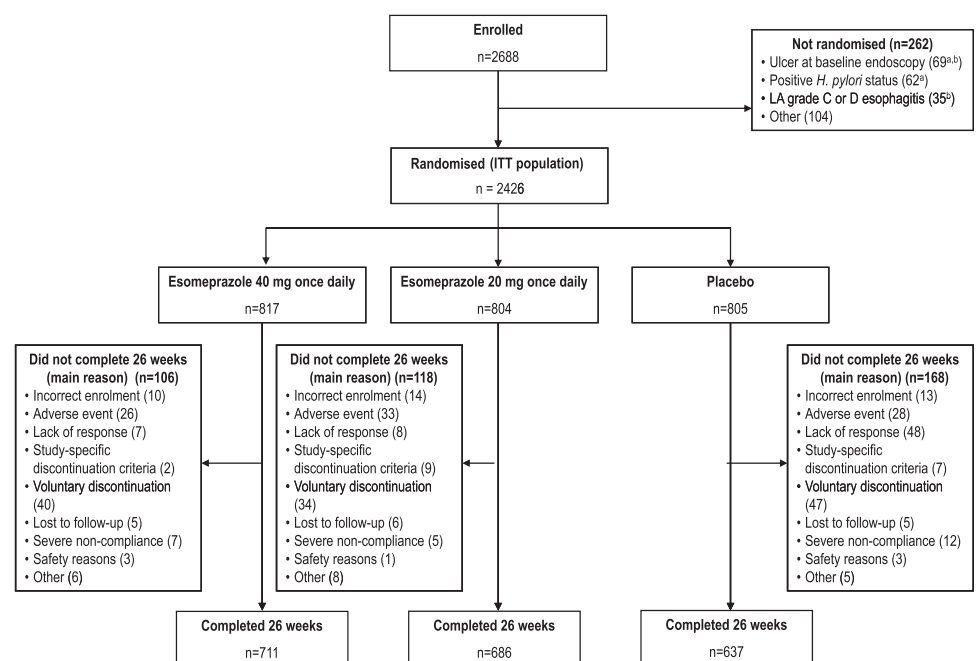 Enrolled
n=2688
Not randomised (n=262)
• Ulcer at baseline endoscopy (69a,b)
• Positive H. pylori status (62a)
• LA grade C or D esophagitis (35b)
• Other (104)
Randomised (ITT population)
n = 2426
Esomeprazole 40 mg once daily
n=817
Esomeprazole 20 mg once daily
n=804
Placebo
n=805
Did not complete 26 weeks
(main reason) (n=106)
• Incorrect enrolment (10)
• Adverse event (26)
• Lack of response (7)
• Study-specific
discontinuation criteria (2)
• Voluntary discontinuation
(40)
• Lost to follow-up (5)
• Severe non-compliance (7)
• Safety reasons (3)
• Other (6)
Did not complete 26 weeks
(main reason) (n=118)
• Incorrect enrolment (14)
• Adverse event (33)
• Lack of response (8)
• Study-specific
discontinuation criteria (9)
• Voluntary discontinuation
(34)
• Lost to follow-up (6)
• Severe non-compliance (5)
• Safety reasons (1)
• Other (8)
Did not complete 26 weeks
(main reason) (n=168)
• Incorrect enrolment (13)
• Adverse event (28)
• Lack of response (48)
• Study-specific
discontinuation criteria (7)
• Voluntary discontinuation
(47)
• Lost to follow-up (5)
• Severe non-compliance (12)
• Safety reasons (3)
• Other (5)
Completed 26 weeks
n=711
Completed 26 weeks
n=686
Completed 26 weeks
n=637